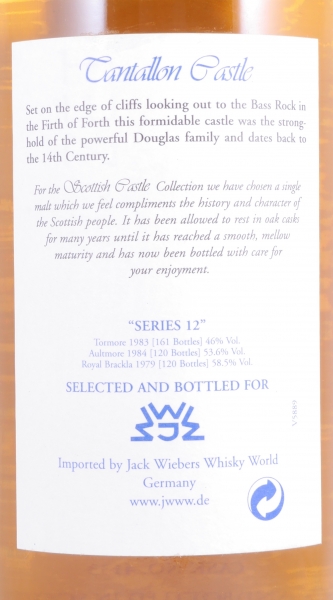 Tantallon Castle
Set on the edge of cliffs looking out to the Bass Rock in
the Firth of Forth this formidable castle was the strong-
hold of the powerful Douglas family and dates back to
the 14th Century.
For the Scottish Castle Collection we have chosen a single
malt which we feel compliments the history and character of
the Scottish people. It has been allowed to rest in oak casks
for many years until it has reached a smooth, mellow
maturity and has now been bottled with care for
your enjoyment.
"SERIES 12"
Tormore 1983 [161 Bottles] 46% Vol.
Aultmore 1984 [120 Bottles] 53.6% Vol.
Royal Brackla 1979 [120 Bottles] 58.5% Vol.
SELECTED AND BOTTLED FOR
Imported by Jack Wiebers Whisky World
Germany
www.jwww.de